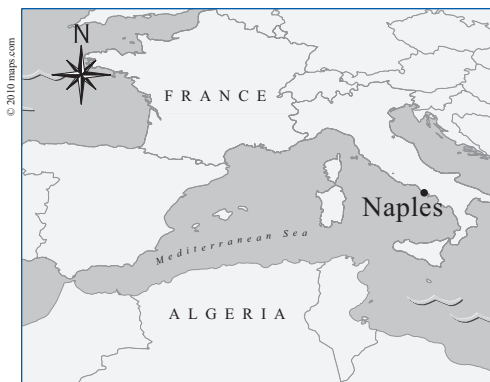 © 2010 maps.com
N
FRANCE
Naples
Mediterranean Sea
ALGERIA